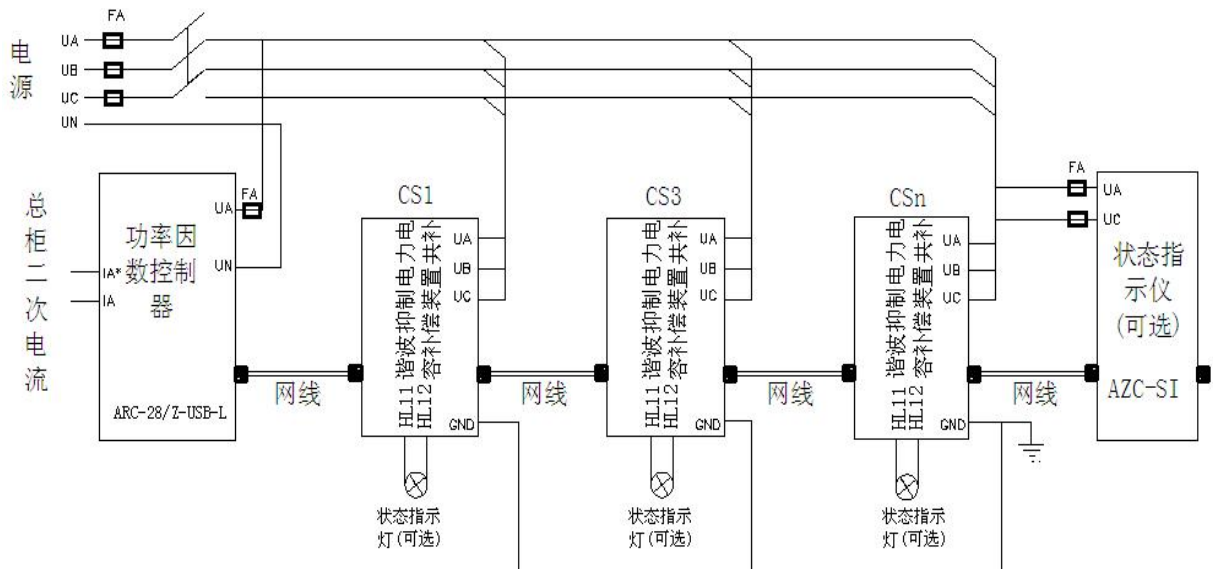 FA
电源
UA
UB
UC
UN
总柜二次电流
功率因
数控制
器
UA
FA
UN
IA*
IA
ARC-28/Z-USB-L
网线
CS1
HL11 谐波抑制电力电
HL12 容补偿装置 共补
UA
UB
UC
GND
状态指示
灯(可选)
网线
CS3
HL11 谐波抑制电力电
HL12 容补偿装置 共补
UA
UB
UC
GND
状态指示
灯(可选)
网线
CSn
HL11 谐波抑制电力电
HL12 容补偿装置 共补
UA
UB
UC
GND
状态指示
灯(可选)
网线
FA
UA
UC
状态指
示仪
(可选)
AZC-SI